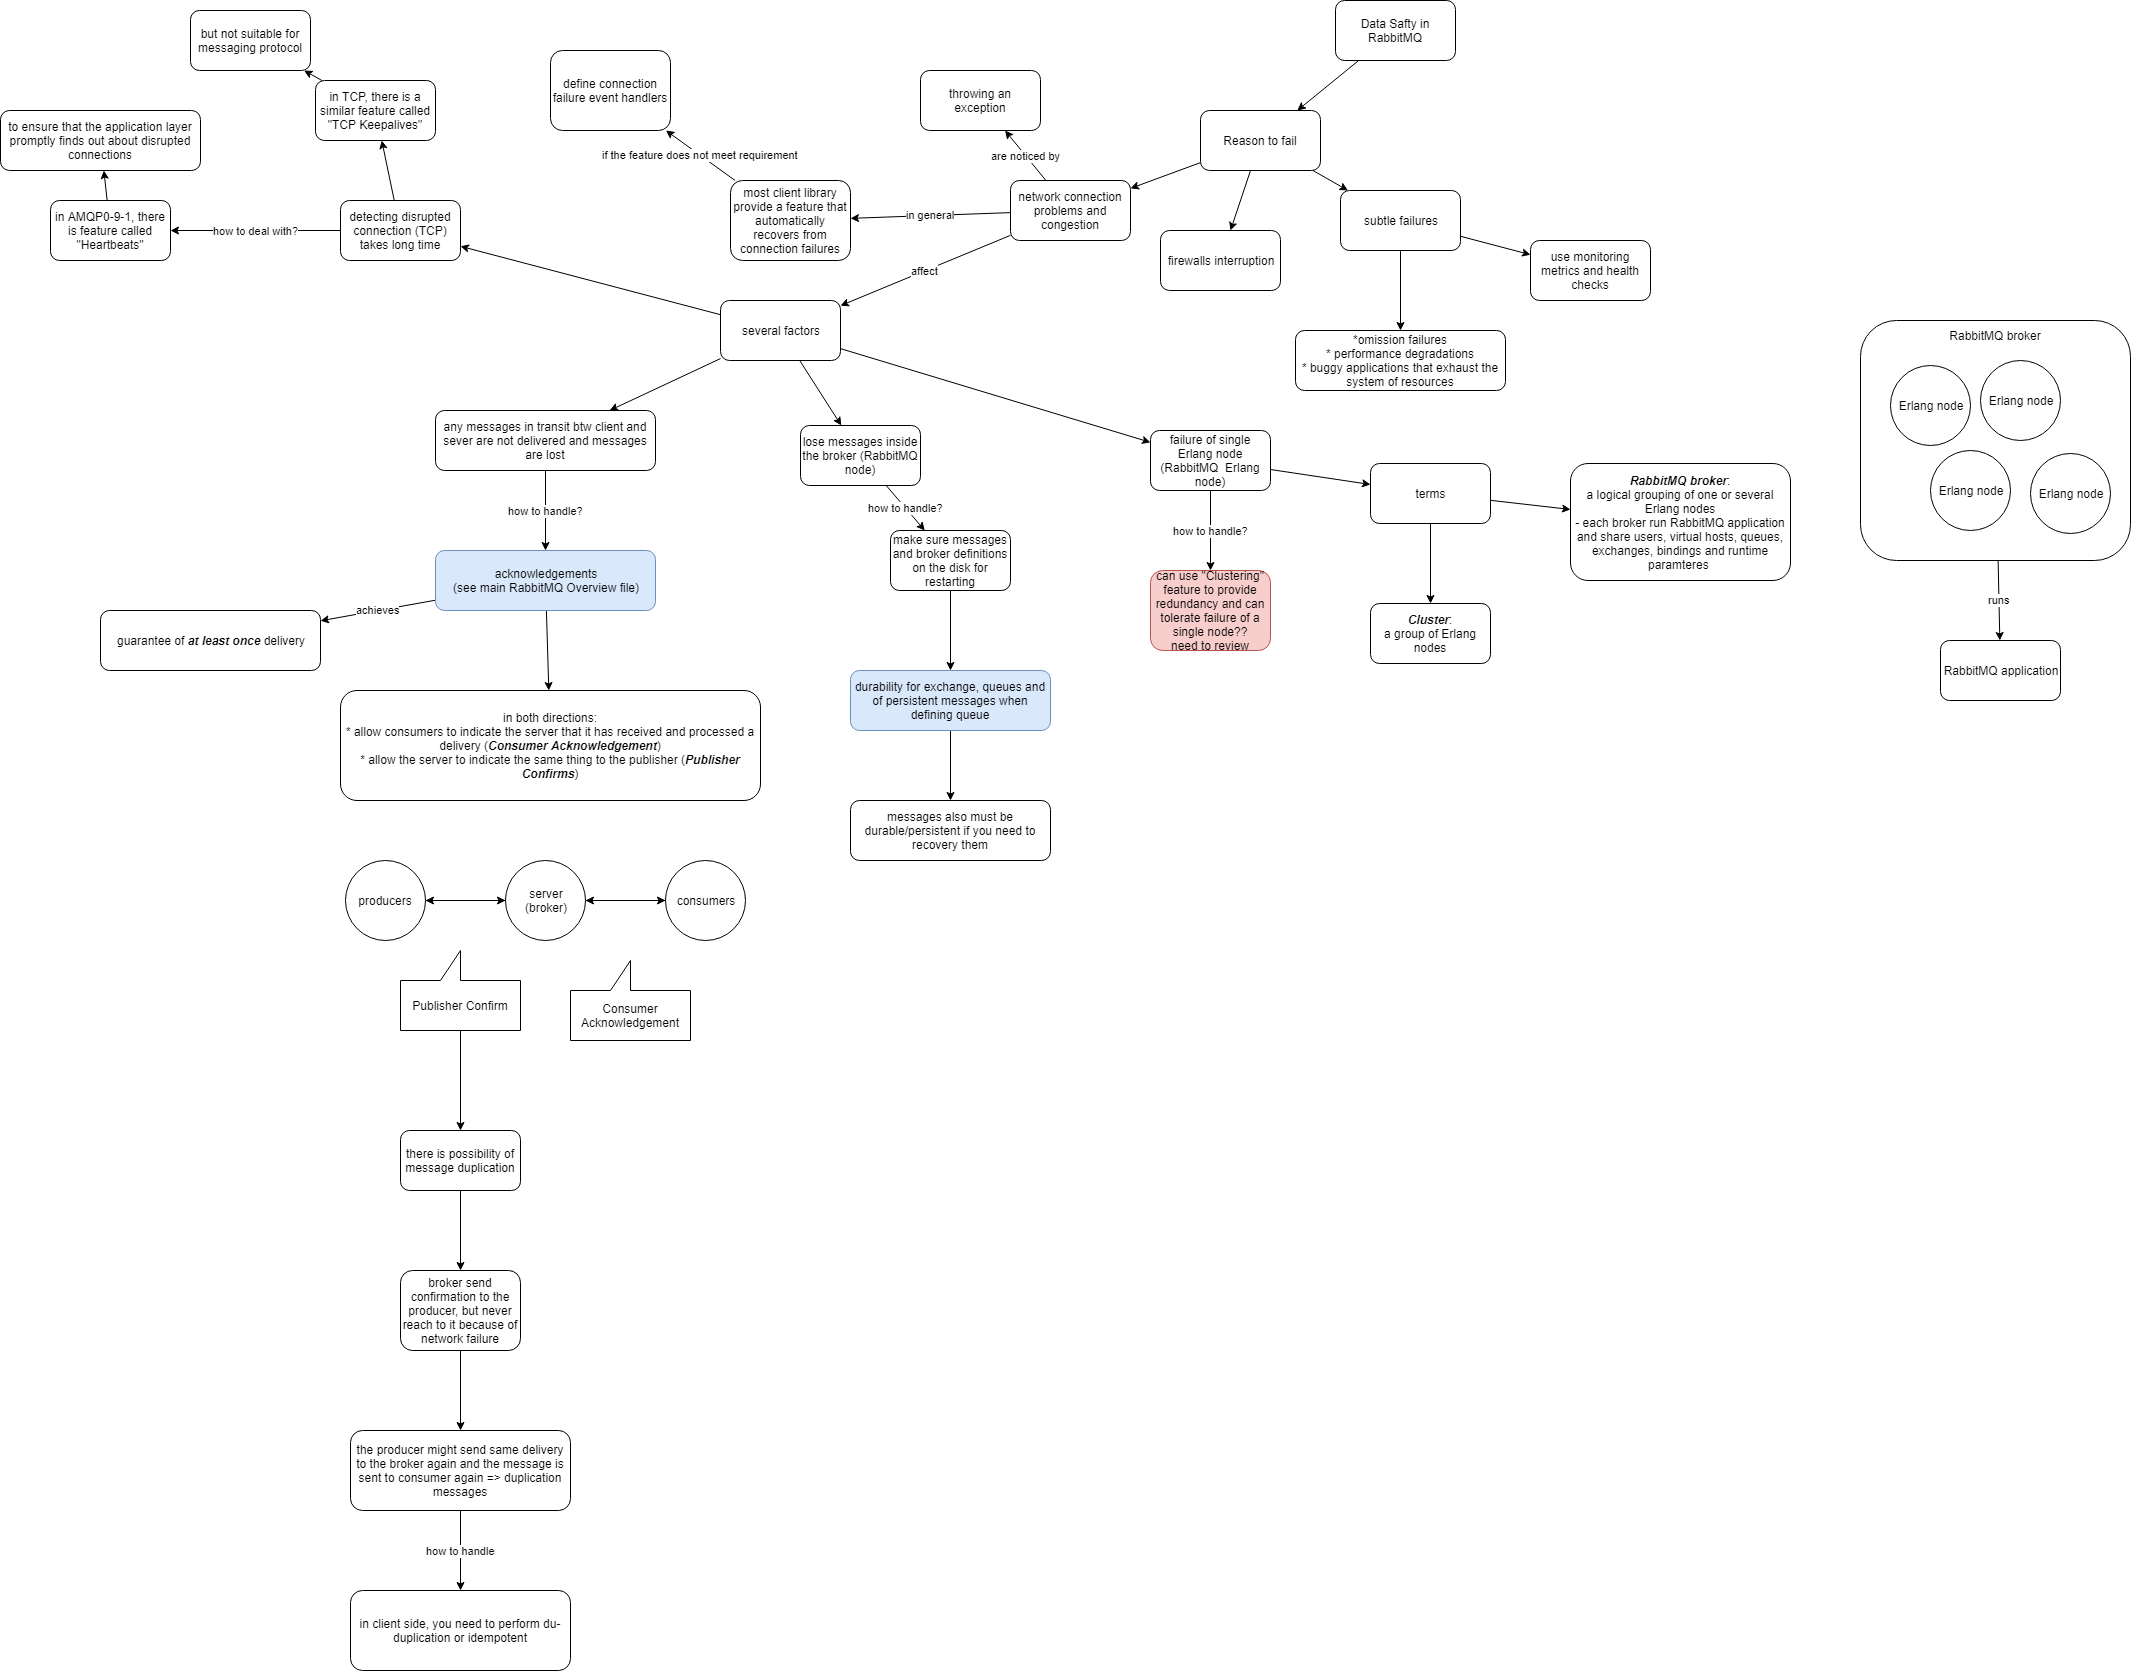 Data Safty in
RabbitMQ
but not suitable for
messaging protocol
define connection
failure event handlers
throwing an
exception
in TCP, there is a
similar feature called
"TCP Keepalives"
to ensure that the application layer
promptly finds out about disrupted
connections
Reason to fail
if the feature does not meet requirement
are noticed by
in AMQP0-9-1, there
is feature called
"Heartbeats"
how to deal with?
detecting disrupted
connection (TCP)
takes long time
most client library
provide a feature that
automatically
recovers from
connection failures
in general
network connection
problems and
congestion
subtle failures
firewalls interruption
use monitoring
metrics and health
checks
affect
several factors
*omission failures
* performance degradations
* buggy applications that exhaust the
system of resources
RabbitMQ broker
Erlang node
Erlang node
Erlang node
Erlang node
runs
RabbitMQ application
any messages in transit btw client and
sever are not delivered and messages
are lost
lose messages inside
the broker (RabbitMQ
node)
failure of single
Erlang node
(RabbitMQ  Erlang
node)
terms
RabbitMQ broker:
a logical grouping of one or several
Erlang nodes
- each broker run RabbitMQ application
and share users, virtual hosts, queues,
exchanges, bindings and runtime
paramteres
how to handle?
how to handle?
how to handle?
acknowledgements
(see main RabbitMQ Overview file)
make sure messages
and broker definitions
on the disk for
restarting
can use "Clustering"
feature to provide
redundancy and can
tolerate failure of a
single node??
need to review
Cluster:
a group of Erlang
nodes
achieves
guarantee of at least once delivery
durability for exchange, queues and
of persistent messages when
defining queue
in both directions:
* allow consumers to indicate the server that it has received and processed a
delivery (Consumer Acknowledgement)
* allow the server to indicate the same thing to the publisher (Publisher
Confirms)
messages also must be
durable/persistent if you need to
recovery them
producers
server
(broker)
consumers
Publisher Confirm
Consumer
Acknowledgement
there is possibility of
message duplication
broker send
confirmation to the
producer, but never
reach to it because of
network failure
the producer might send same delivery
to the broker again and the message is
sent to consumer again => duplication
messages
how to handle
in client side, you need to perform du-
duplication or idempotent